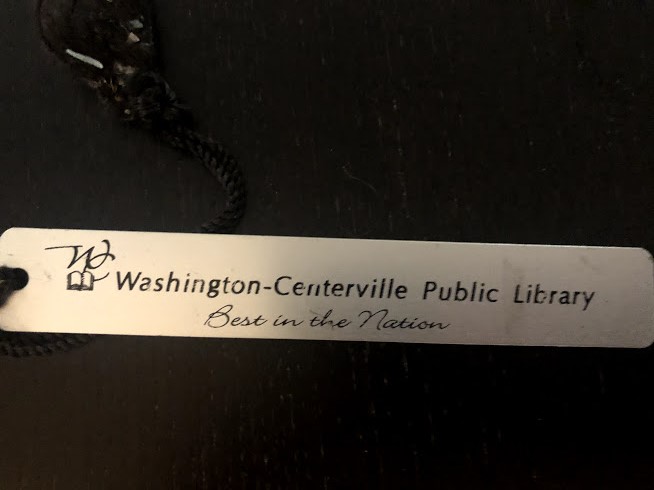 Washington-Centerville Public Library
Best in the Nation